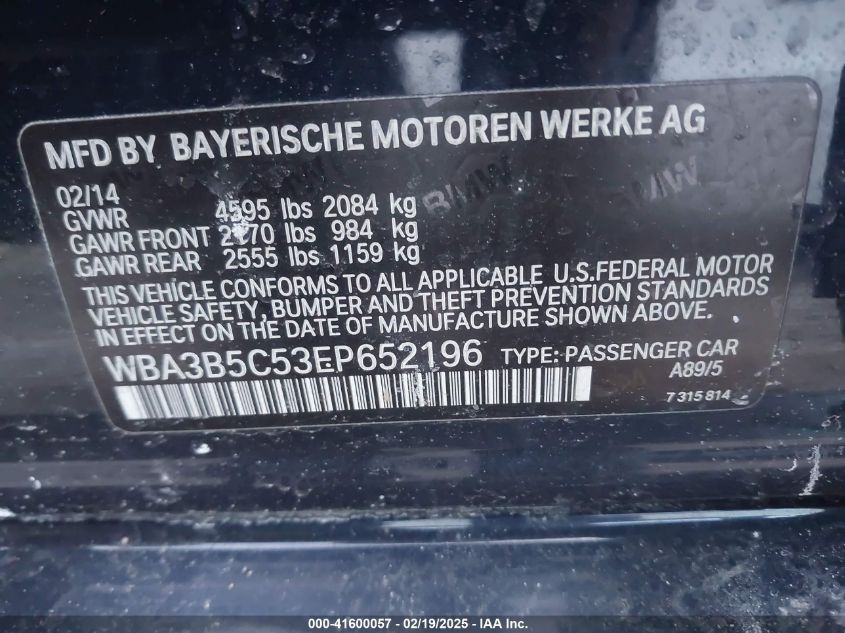 MFD BY BAYERISCHE MOTOREN WERKE AG
02/14
GVWR 4595 lbs 2084 kg
GAWR FRONT 2170 lbs 984 kg
GAWR REAR 2555 lbs 1159 kg
THIS VEHICLE CONFORMS TO ALL APPLICABLE U.S.FEDERAL MOTOR
VEHICLE SAFETY, BUMPER AND THEFT PREVENTION STANDARDS
IN EFFECT ON THE DATE OF MANUFACTURE SHOWN ABOVE.
WBA3B5C53EP652196 TYPE: PASSENGER CAR
A89/5
7 315 814
000-41600057 - 02/19/2025 - IAA Inc.